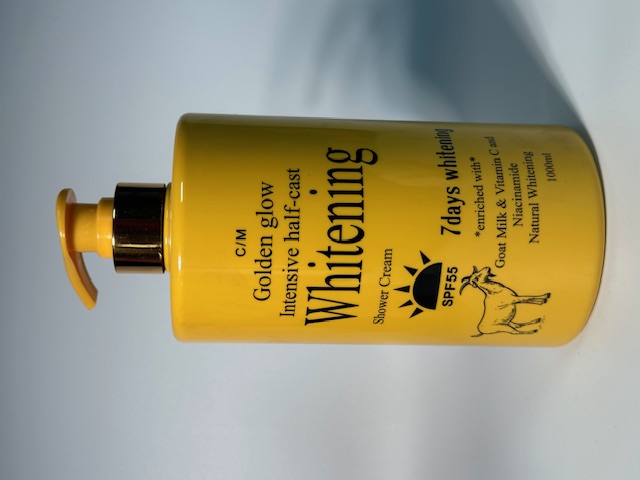 C/M
Golden glow
Intensive half-cast
Whitening
Shower Cream
SPF55
7days whitening
*enriched with*
Goat Milk & Vitamin C and
Niacinamide
Natural Whitening
1000ml